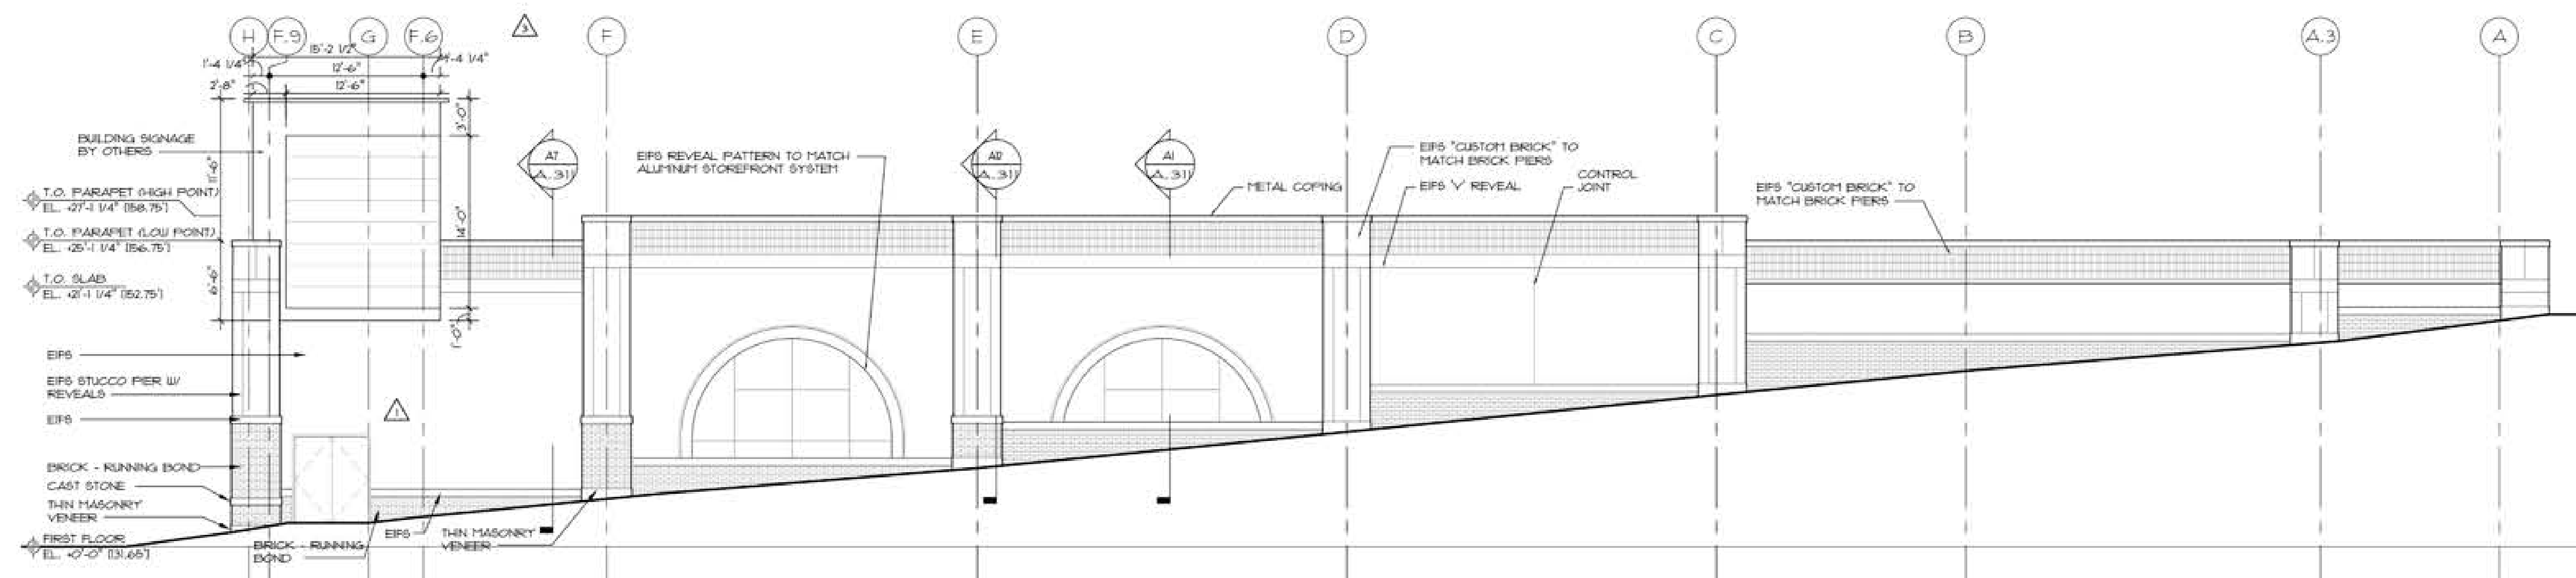 H
F.9
G
F.6
3
F
E
D
C
B
A.3
A
15'-2 1/2"
1'-4 1/4"
12'-6"
1'-4 1/4"
2'-8"
12'-6"
3'-0"
11'-6"
14'-0"
6'-6"
1'-0"
BUILDING SIGNAGE
BY OTHERS
T.O. PARAPET (HIGH POINT)
EL. +27'-1 1/4" [158.75']
T.O. PARAPET (LOW POINT)
EL. +25'-1 1/4" [156.75']
T.O. SLAB
EL. +21'-1 1/4" [152.75']
EIFS
EIFS STUCCO PIER W/
REVEALS
EIFS
BRICK - RUNNING BOND
CAST STONE
THIN MASONRY
VENEER
FIRST FLOOR
EL. +0'-0" [131.65']
1
BRICK - RUNNING
BOND
EIFS
THIN MASONRY
VENEER
A7
A.311
EIFS REVEAL PATTERN TO MATCH
ALUMINUM STOREFRONT SYSTEM
A12
A.311
A1
A.311
METAL COPING
EIFS "CUSTOM BRICK" TO
MATCH BRICK PIERS
EIFS 'V' REVEAL
CONTROL
JOINT
EIFS "CUSTOM BRICK" TO
MATCH BRICK PIERS